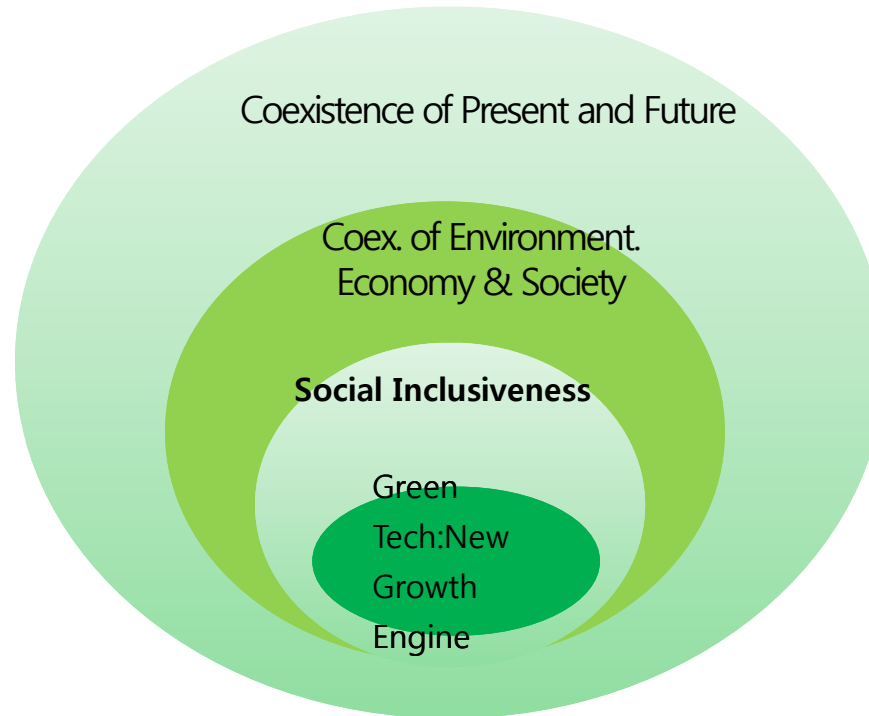 Coexistence of Present and Future
Coex. of Environment.
Economy & Society
Social Inclusiveness
Green
Tech:New
Growth
Engine